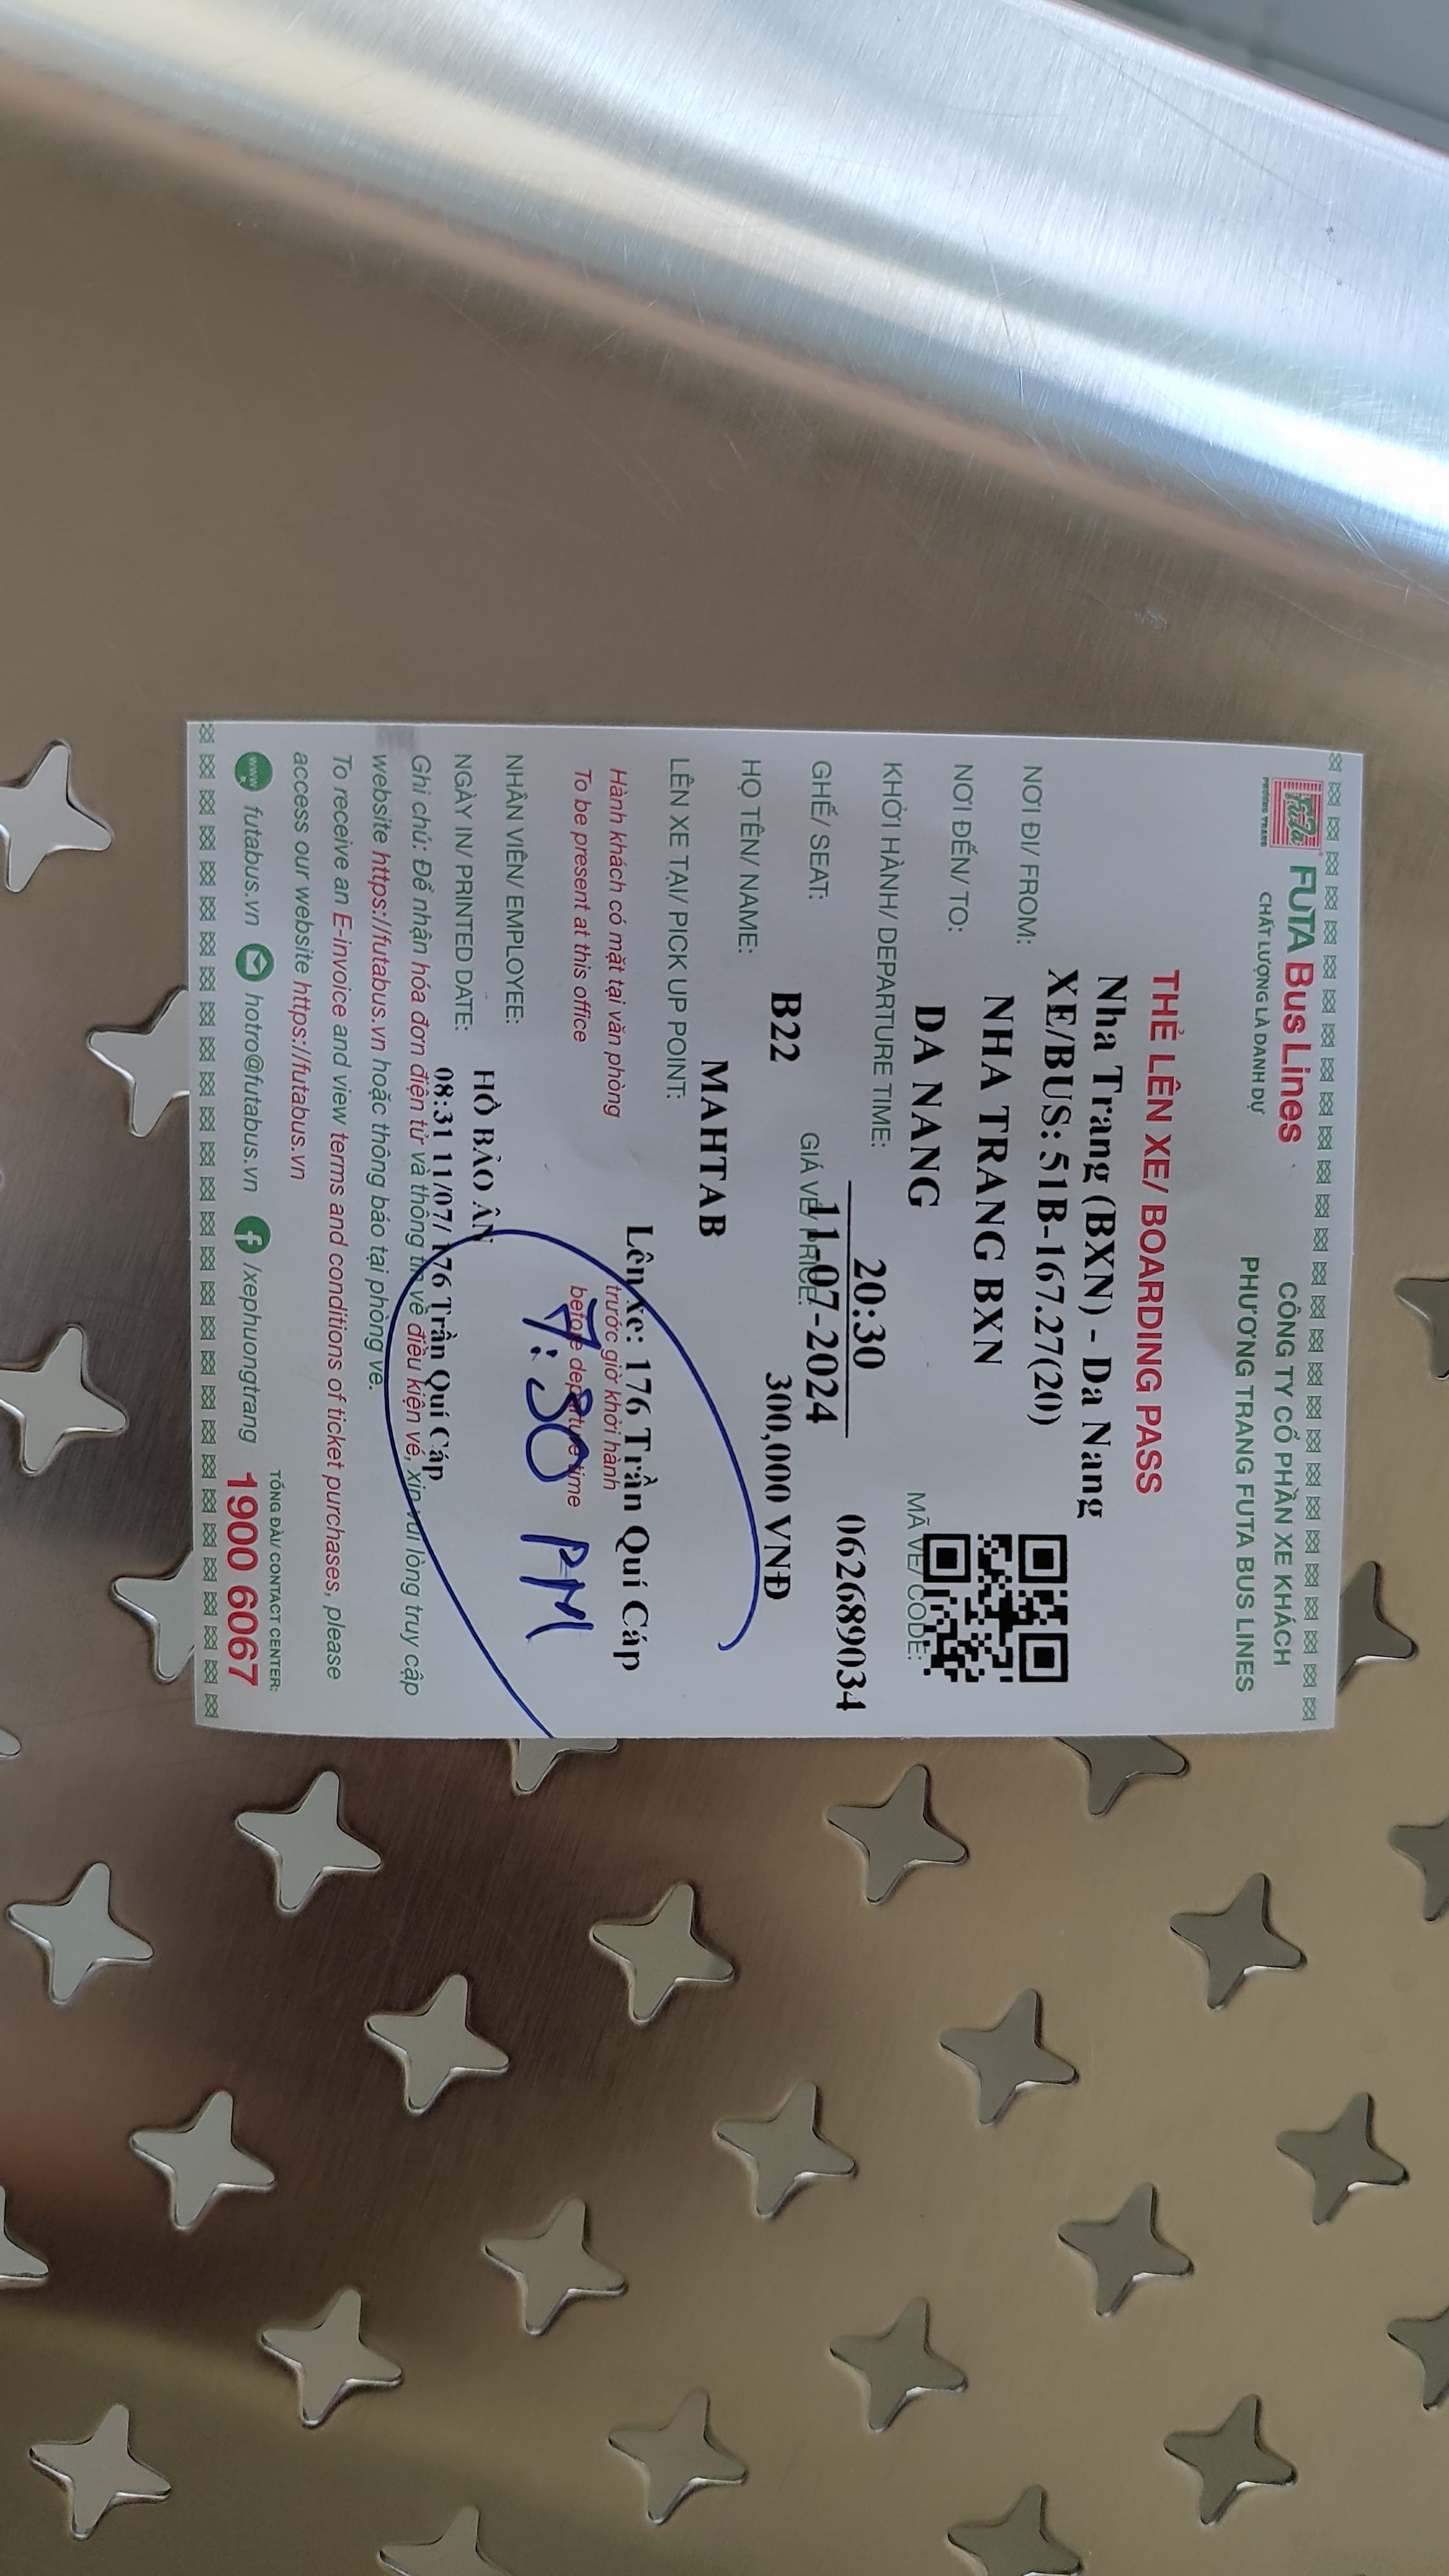 FUTA Bus Lines
CHẤT LƯỢNG LÀ DANH DỰ
CÔNG TY CỔ PHẦN XE KHÁCH
PHƯƠNG TRANG FUTA BUS LINES
PHƯƠNG TRANG
THẺ LÊN XE/ BOARDING PASS
Nha Trang (BXN) - Da Nang
XE/BUS: 51B-167.27(20)
NƠI ĐI/ FROM: NHA TRANG BXN
NƠI ĐẾN/ TO: DA NANG
MÃ VÉ/ CODE: 062689034
KHỞI HÀNH/ DEPARTURE TIME: 20:30
11-07-2024
GHẾ/ SEAT: B22
GIÁ VÉ/ PRICE: 300,000 VNĐ
HỌ TÊN/ NAME: MAHTAB
LÊN XE TẠI/ PICK UP POINT: Lên xe: 176 Trần Quí Cáp
Hành khách có mặt tại văn phòng trước giờ khởi hành
To be present at this office before departure time
7:30 PM
NHÂN VIÊN/ EMPLOYEE: HỒ BẢO ÂN
NGÀY IN/ PRINTED DATE: 08:31 11/07/ 176 Trần Quí Cáp
Ghi chú: Để nhận hóa đơn điện tử và thông tin về điều kiện vé, xin vui lòng truy cập
website https://futabus.vn hoặc thông báo tại phòng vé.
To receive an E-invoice and view terms and conditions of ticket purchases, please
access our website https://futabus.vn
www futabus.vn hotro@futabus.vn f /xephuongtrang
TỔNG ĐÀI/ CONTACT CENTER:
1900 6067